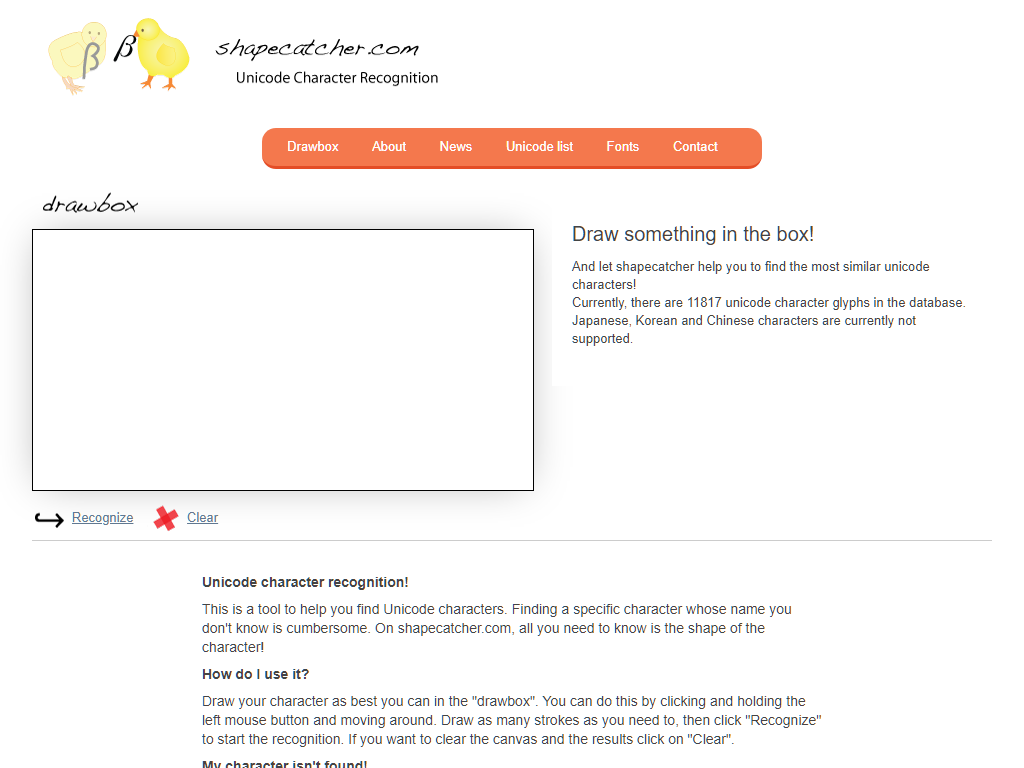 β β
shapecatcher.com
Unicode Character Recognition
Drawbox About News Unicode list Fonts Contact
drawbox
Draw something in the box!
And let shapecatcher help you to find the most similar unicode
characters!
Currently, there are 11817 unicode character glyphs in the database.
Japanese, Korean and Chinese characters are currently not
supported.
Recognize Clear
Unicode character recognition!
This is a tool to help you find Unicode characters. Finding a specific character whose name you
don't know is cumbersome. On shapecatcher.com, all you need to know is the shape of the
character!
How do I use it?
Draw your character as best you can in the "drawbox". You can do this by clicking and holding the
left mouse button and moving around. Draw as many strokes as you need to, then click "Recognize"
to start the recognition. If you want to clear the canvas and the results click on "Clear".
My character isn't found!